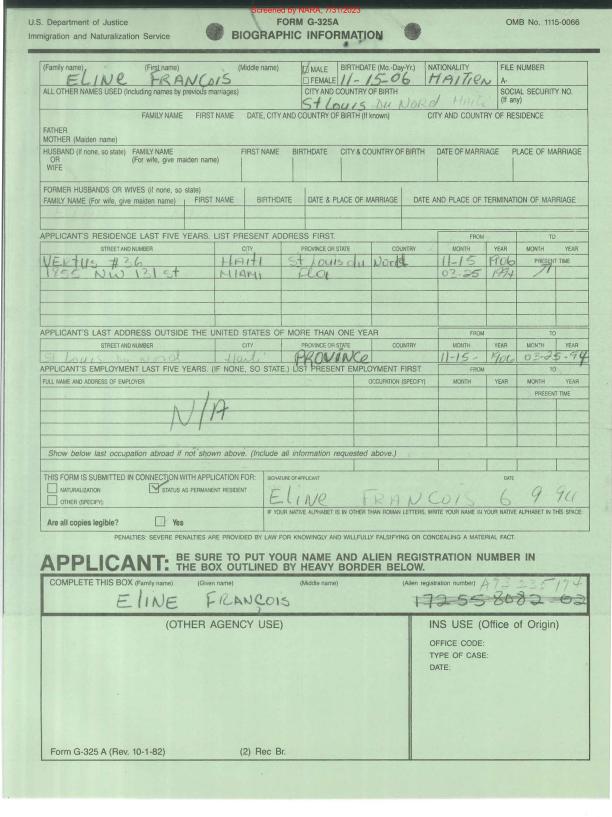 Screened by NARA, 7/31/2023
U.S. Department of Justice
Immigration and Naturalization Service
FORM G-325A
BIOGRAPHIC INFORMATION
OMB No. 1115-0066
(Family name) (First name) (Middle name)
ELINE FRANÇOIS
MALE
FEMALE
BIRTHDATE (Mo.-Day-Yr.)
11-15-06
NATIONALITY
HAITIEN
FILE NUMBER
A-
ALL OTHER NAMES USED (Including names by previous marriages)
CITY AND COUNTRY OF BIRTH
St Louis Du Nord Haiti
SOCIAL SECURITY NO.
(If any)
FAMILY NAME FIRST NAME DATE, CITY AND COUNTRY OF BIRTH (If known) CITY AND COUNTRY OF RESIDENCE
FATHER
MOTHER (Maiden name)
HUSBAND (If none, so state) FAMILY NAME FIRST NAME BIRTHDATE CITY & COUNTRY OF BIRTH DATE OF MARRIAGE PLACE OF MARRIAGE
OR (For wife, give maiden name)
WIFE
FORMER HUSBANDS OR WIVES (if none, so state)
FAMILY NAME (For wife, give maiden name) FIRST NAME BIRTHDATE DATE & PLACE OF MARRIAGE DATE AND PLACE OF TERMINATION OF MARRIAGE
APPLICANT'S RESIDENCE LAST FIVE YEARS. LIST PRESENT ADDRESS FIRST. FROM TO
STREET AND NUMBER CITY PROVINCE OR STATE COUNTRY MONTH YEAR MONTH YEAR
VERTUS #36 HAITI St Louis du Nord 11-15 1906 PRESENT TIME
1855 NW 131 St MIAMI Fla 03-25 1994
APPLICANT'S LAST ADDRESS OUTSIDE THE UNITED STATES OF MORE THAN ONE YEAR FROM TO
STREET AND NUMBER CITY PROVINCE OR STATE COUNTRY MONTH YEAR MONTH YEAR
St Louis Du Nord Haiti PROVINCE 11-15- 1906 03-25-94
APPLICANT'S EMPLOYMENT LAST FIVE YEARS. (IF NONE, SO STATE.) LIST PRESENT EMPLOYMENT FIRST FROM TO
FULL NAME AND ADDRESS OF EMPLOYER OCCUPATION (SPECIFY) MONTH YEAR MONTH YEAR
PRESENT TIME
N/A
Show below last occupation abroad if not shown above. (Include all information requested above.)
THIS FORM IS SUBMITTED IN CONNECTION WITH APPLICATION FOR:
NATURALIZATION STATUS AS PERMANENT RESIDENT
OTHER (SPECIFY):
SIGNATURE OF APPLICANT DATE
Eline FRANCOIS 6 9 94
Are all copies legible? Yes
IF YOUR NATIVE ALPHABET IS IN OTHER THAN ROMAN LETTERS, WRITE YOUR NAME IN YOUR NATIVE ALPHABET IN THIS SPACE:
PENALTIES: SEVERE PENALTIES ARE PROVIDED BY LAW FOR KNOWINGLY AND WILLFULLY FALSIFYING OR CONCEALING A MATERIAL FACT.
APPLICANT: BE SURE TO PUT YOUR NAME AND ALIEN REGISTRATION NUMBER IN
THE BOX OUTLINED BY HEAVY BORDER BELOW.
COMPLETE THIS BOX (Family name) (Given name) (Middle name) (Alien registration number) A73 235 194
ELINE FRANÇOIS 172 55 8082 02
(OTHER AGENCY USE)
INS USE (Office of Origin)
OFFICE CODE:
TYPE OF CASE:
DATE:
Form G-325 A (Rev. 10-1-82) (2) Rec Br.